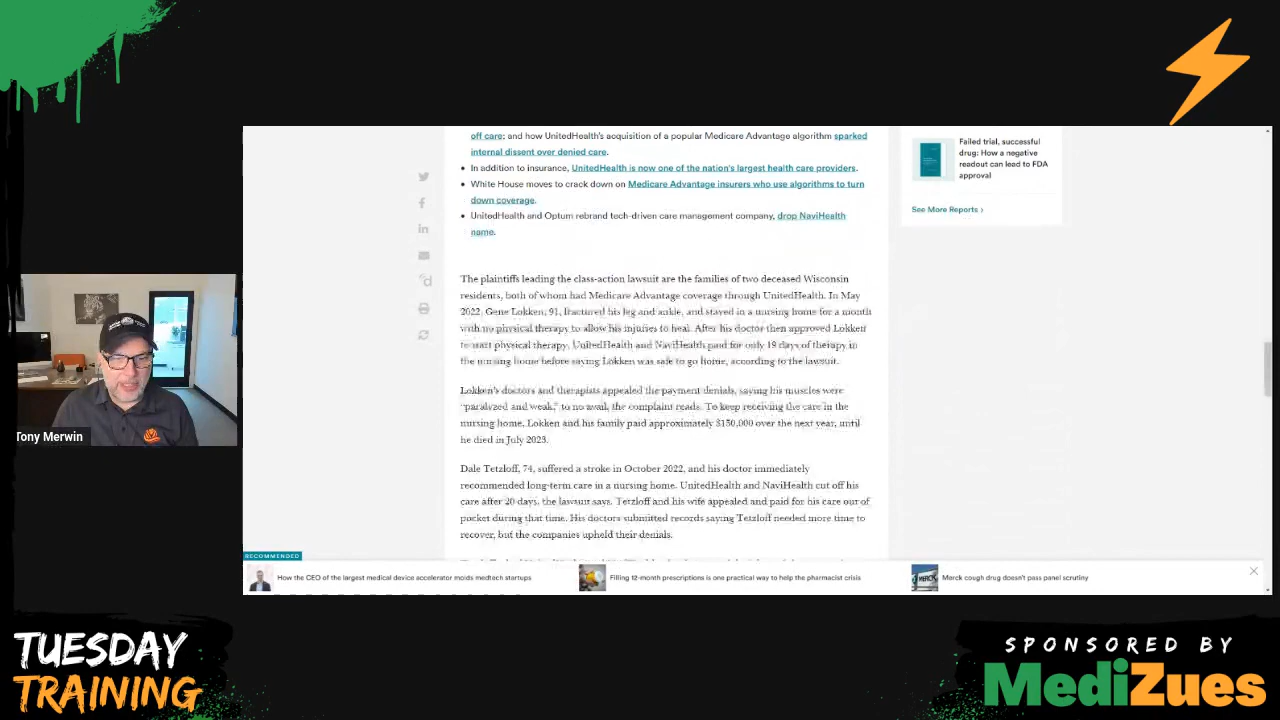 off care; and how UnitedHealth's acquisition of a popular Medicare Advantage algorithm sparked
internal dissent over denied care.
In addition to insurance, UnitedHealth is now one of the nation's largest health care providers.
White House moves to crack down on Medicare Advantage insurers who use algorithms to turn
down coverage.
UnitedHealth and Optum rebrand tech-driven care management company, drop NaviHealth
name.
The plaintiffs leading the class-action lawsuit are the families of two deceased Wisconsin
residents, both of whom had Medicare Advantage coverage through UnitedHealth. In May
2022, Gene Lokken, 91, fractured his leg and ankle, and stayed in a nursing home for a month
with no physical therapy to allow his injuries to heal. After his doctor then approved Lokken
to start physical therapy, UnitedHealth and NaviHealth paid for only 19 days of therapy in
the nursing home before saying Lokken was safe to go home, according to the lawsuit.
Lokken's doctors and therapists appealed the payment denials, saying his muscles were
"paralzed and weak," to no avail, the complaint reads. To keep receiving the care in the
nursing home, Lokken and his family paid approximately $150,000 over the next year, until
he died in July 2023.
Dale Tetzloff, 74, suffered a stroke in October 2022, and his doctor immediately
recommended long-term care in a nursing home. UnitedHealth and NaviHealth cut off his
care after 20 days, the lawsuit says. Tetzloff and his wife appealed and paid for his care out of
pocket during that time. His doctors submitted records saying Tetzloff needed more time to
recover, but the companies upheld their denials.
Failed trial, successful
drug: How a negative
readout can lead to FDA
approval
See More Reports ›
Tony Merwin
RECOMMENDED
How the CEO of the largest medical device accelerator molds medtech startups
Filling 12-month prescriptions is one practical way to help the pharmacist crisis
Merck cough drug doesn't pass panel scrutiny
TUESDAY
TRAINING
SPONSORED BY
MediZues